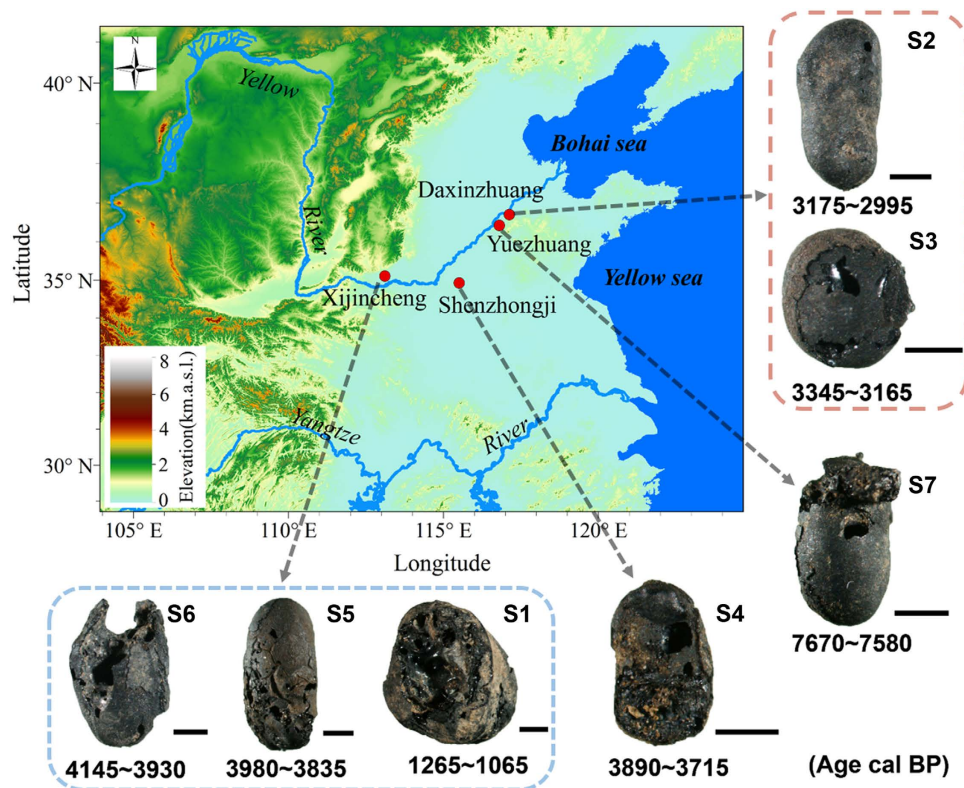 40° N
35° N
30° N
Latitude
105° E
110° E
115° E
120° E
Longitude
Elevation(km.a.s.l.)
8
6
4
2
0
Yellow
River
Bohai sea
Daxinzhuang
Yuezhuang
Yellow sea
Xijincheng
Shenzhongji
Yangtze
River
S2
3175~2995
S3
3345~3165
S7
7670~7580
S6
4145~3930
S5
3980~3835
S1
1265~1065
S4
3890~3715
(Age cal BP)